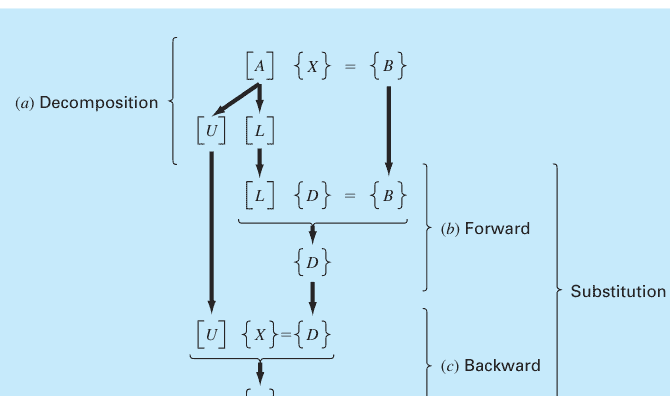 [A] {X} = {B}
(a) Decomposition
[U] [L]
[L] {D} = {B}
(b) Forward
{D}
Substitution
[U] {X}={D}
(c) Backward